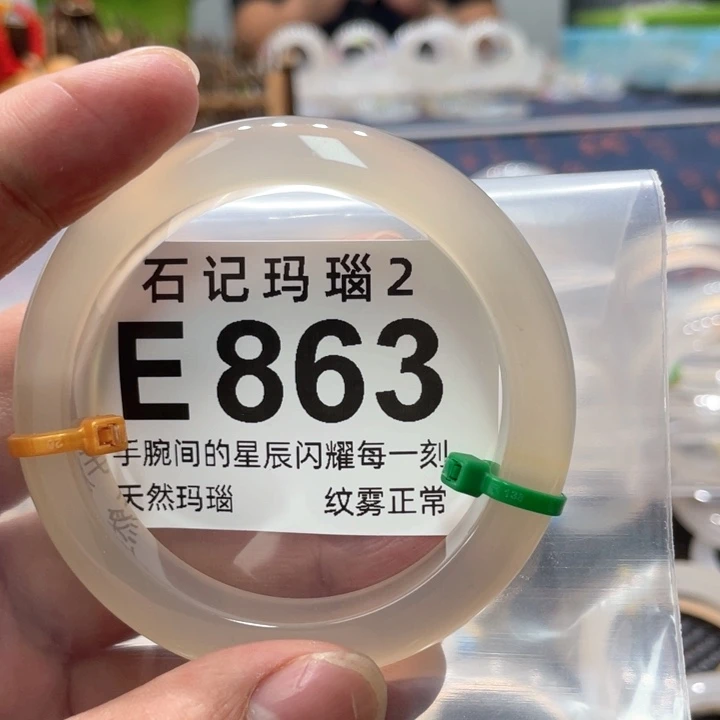 石记玛瑙2
E863
手腕间的星辰闪耀每一刻
天然玛瑙 纹雾正常